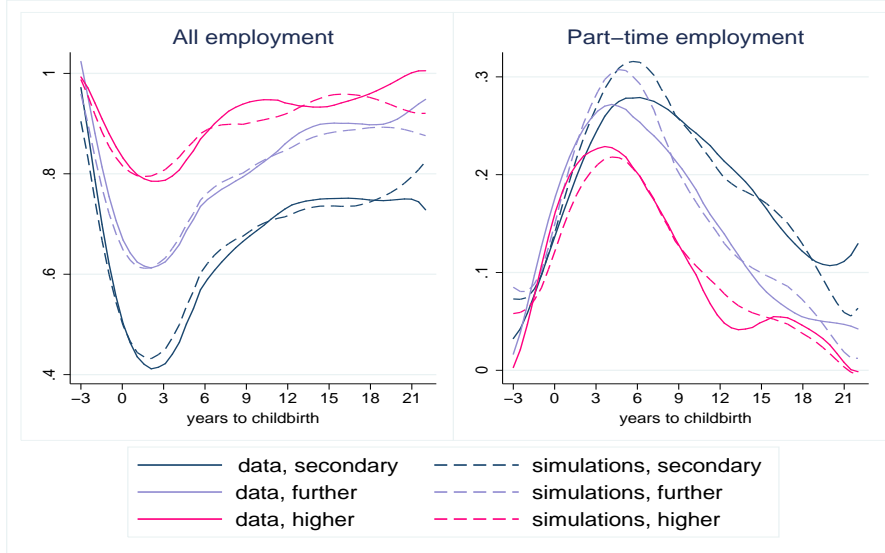 All employment
Part-time employment
1
.8
.6
.4
.3
.2
.1
0
-3 0 3 6 9 12 15 18 21
-3 0 3 6 9 12 15 18 21
years to childbirth
years to childbirth
data, secondary
simulations, secondary
data, further
simulations, further
data, higher
simulations, higher